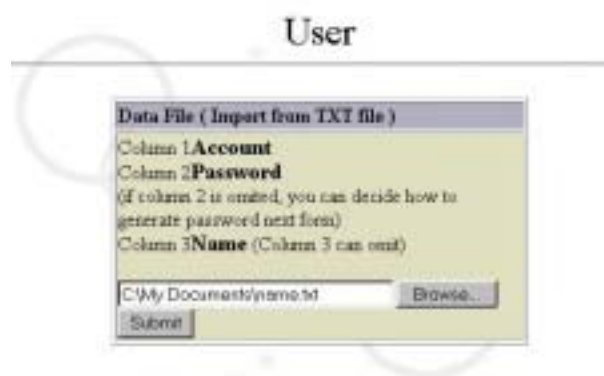 User
Data File ( Import from TXT file )
Column 1Account
Column 2Password
(if column 2 is omited, you can decide how to
generate password next form)
Column 3Name (Column 3 can omit)
C:\My Documents\name.txt Browse...
Submit